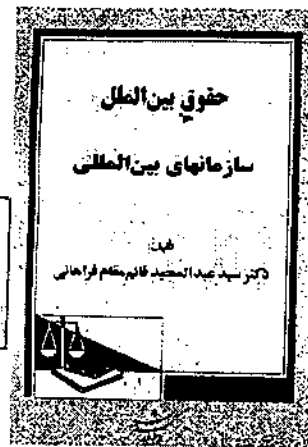 حقوق بین‌الملل
سازمانهای بین‌المللی
دکتر سید عبدالمجید قائم‌مقام فراهانی